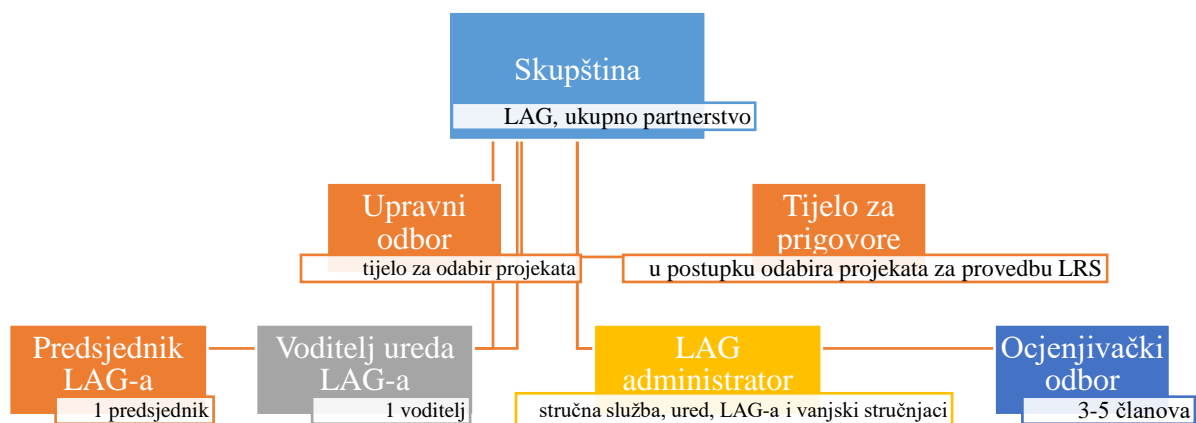 Skupština
LAG, ukupno partnerstvo
Upravni
odbor
tijelo za odabir projekata
Tijelo za
prigovore
u postupku odabira projekata za provedbu LRS
Predsjednik
LAG-a
1 predsjednik
Voditelj ureda
LAG-a
1 voditelj
LAG
administrator
stručna služba, ured, LAG-a i vanjski stručnjaci
Ocjenjivački
odbor
3-5 članova